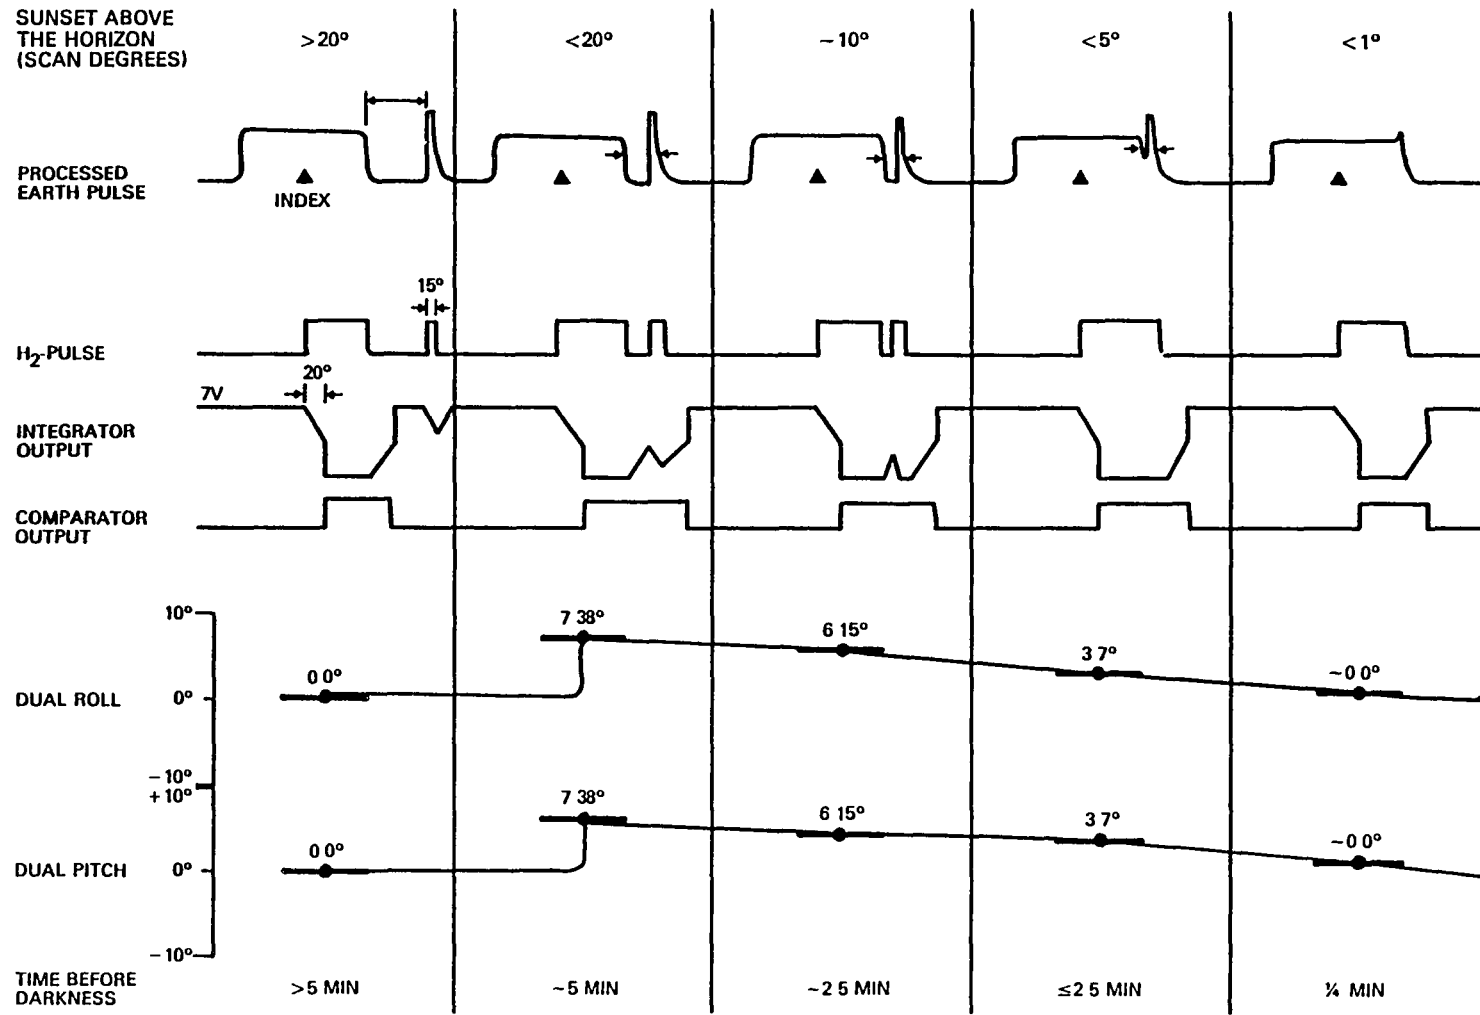 SUNSET ABOVE
THE HORIZON
(SCAN DEGREES)
>20° <20° ~10° <5° <1°
PROCESSED
EARTH PULSE
INDEX
15°
H2-PULSE
20°
7V
INTEGRATOR
OUTPUT
COMPARATOR
OUTPUT
10°
7 38° 6 15° 3 7° ~0 0°
0 0°
DUAL ROLL 0°
-10°
+10°
7 38° 6 15° 3 7° ~0 0°
0 0°
DUAL PITCH 0°
-10°
TIME BEFORE
DARKNESS
>5 MIN ~5 MIN ~2 5 MIN ≤2 5 MIN ¼ MIN